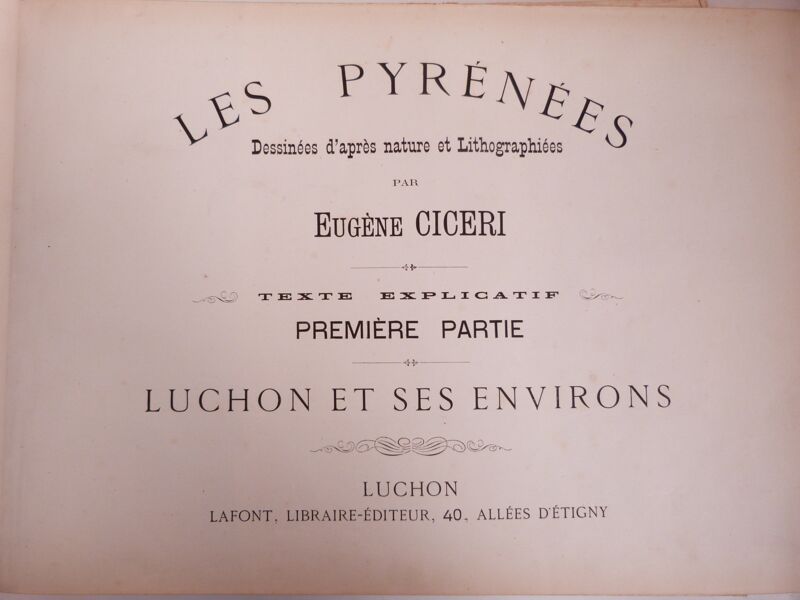 LES PYRÉNÉES
Dessinées d'après nature et Lithographiées
PAR
EUGÈNE CICERI
TEXTE EXPLICATIF
PREMIÈRE PARTIE
LUCHON ET SES ENVIRONS
LUCHON
LAFONT, LIBRAIRE-ÉDITEUR, 40, ALLÉES D'ÉTIGNY